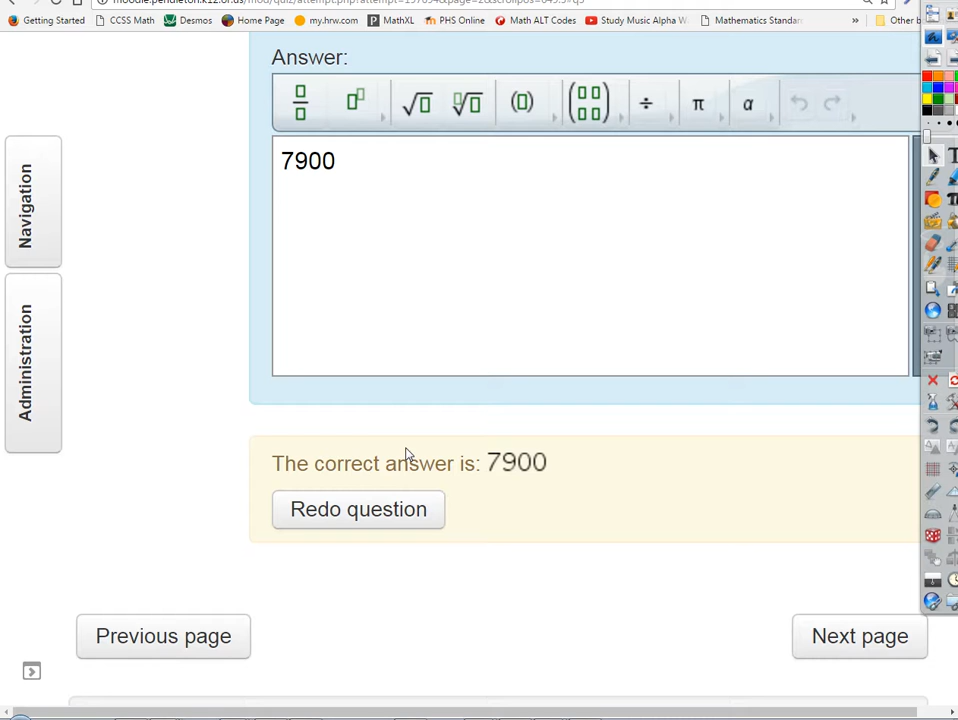 Getting Started
CCSS Math
Desmos
Home Page
my.hrw.com
MathXL
PHS Online
Math ALT Codes
Study Music Alpha W
Mathematics Standar
»
Other b
Answer:
÷
π
α
7900
Navigation
Administration
The correct answer is: 7900
Redo question
Previous page
Next page